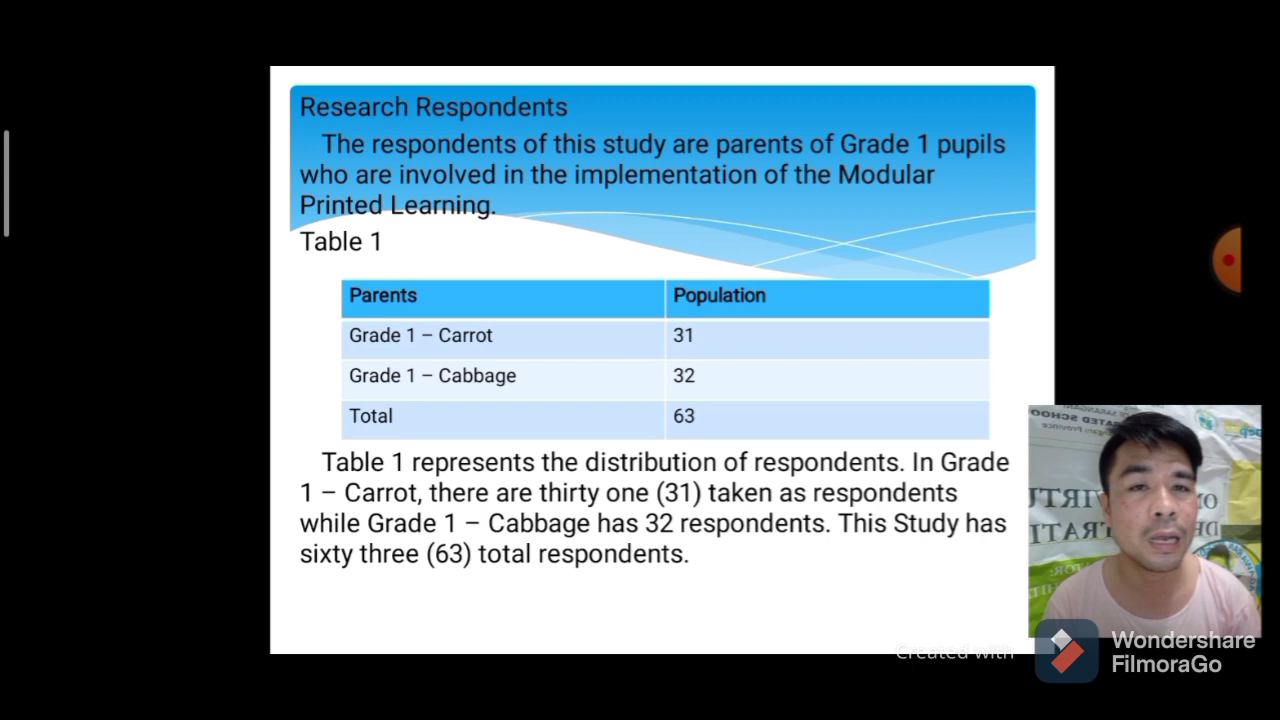 Research Respondents
The respondents of this study are parents of Grade 1 pupils
who are involved in the implementation of the Modular
Printed Learning.
Table 1
Parents Population
Grade 1 – Carrot 31
Grade 1 – Cabbage 32
Total 63
Table 1 represents the distribution of respondents. In Grade
1 – Carrot, there are thirty one (31) taken as respondents
while Grade 1 – Cabbage has 32 respondents. This Study has
sixty three (63) total respondents.
Created with
Wondershare
FilmoraGo